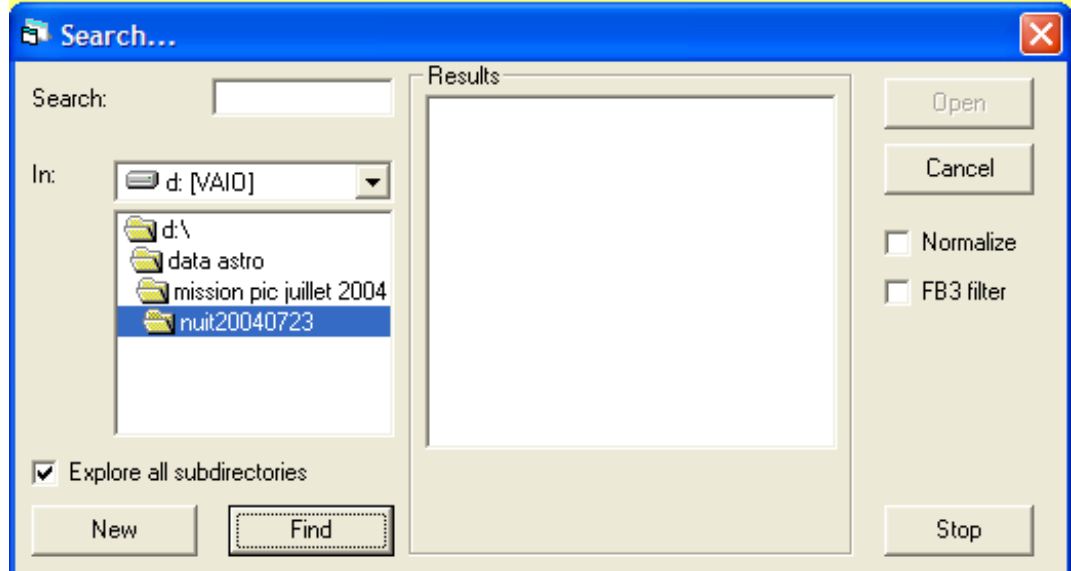 Search...
Search:
In:
d: [VAIO]
d:\
data astro
mission pic juillet 2004
nuit20040723
Explore all subdirectories
New
Find
Results
Open
Cancel
Normalize
FB3 filter
Stop